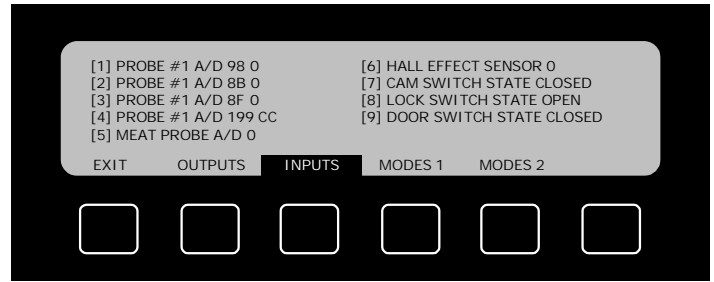 [1] PROBE #1 A/D 98 0
[2] PROBE #1 A/D 8B 0
[3] PROBE #1 A/D 8F 0
[4] PROBE #1 A/D 199 CC
[5] MEAT PROBE A/D 0
[6] HALL EFFECT SENSOR 0
[7] CAM SWITCH STATE CLOSED
[8] LOCK SWITCH STATE OPEN
[9] DOOR SWITCH STATE CLOSED
EXIT OUTPUTS INPUTS MODES 1 MODES 2